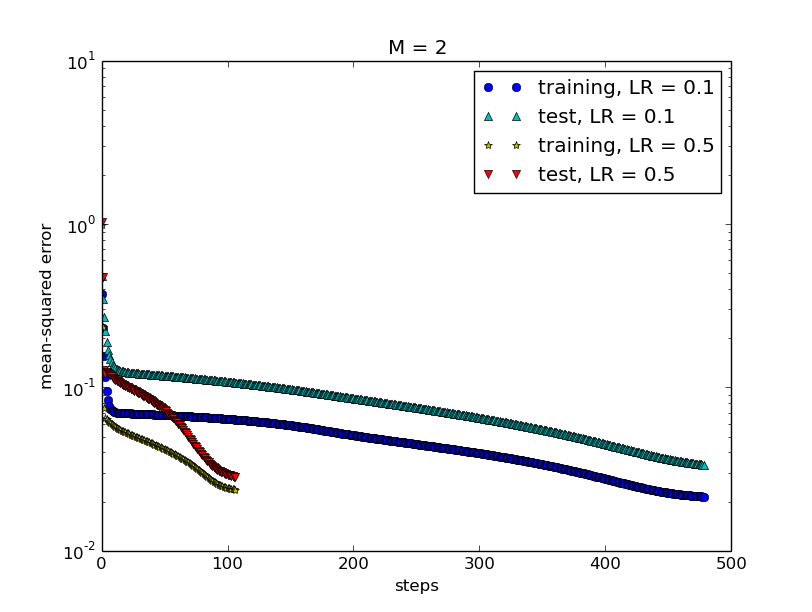 M = 2
10^1
training, LR = 0.1
test, LR = 0.1
training, LR = 0.5
test, LR = 0.5
10^0
mean-squared error
10^-1
10^-2
0 100 200 300 400 500
steps